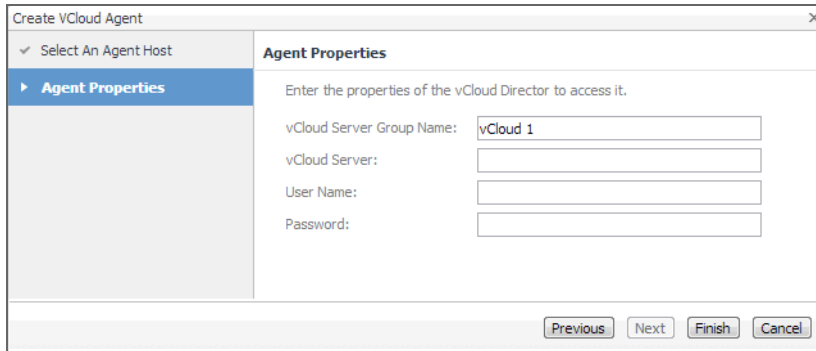 Create VCloud Agent
Select An Agent Host
Agent Properties
Agent Properties
Enter the properties of the vCloud Director to access it.
vCloud Server Group Name: vCloud 1
vCloud Server:
User Name:
Password:
Previous Next Finish Cancel